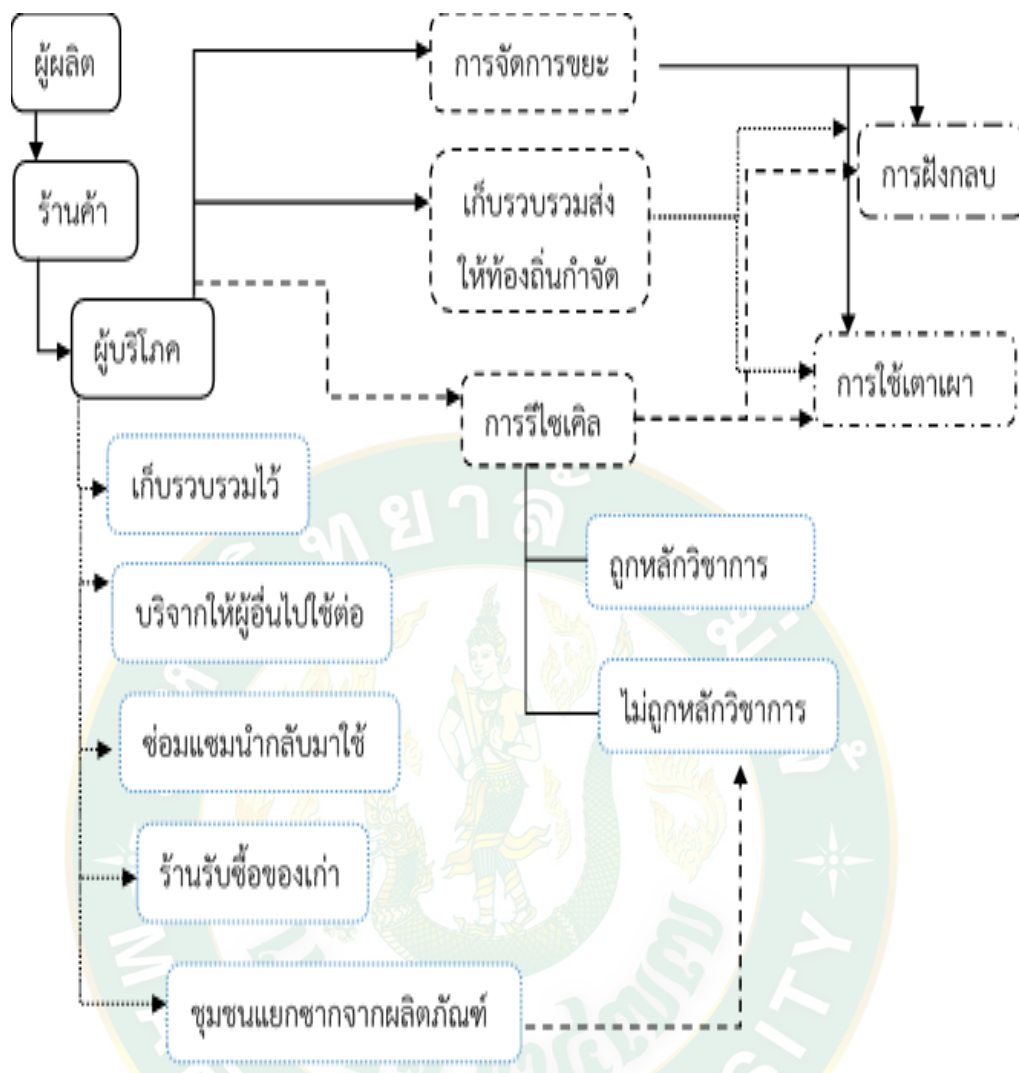 ผู้ผลิต
การจัดการขยะ
การฝังกลบ
ร้านค้า
เก็บรวบรวมส่ง
ให้ท้องถิ่นกำจัด
ผู้บริโภค
การใช้เตาเผา
การรีไซเคิล
เก็บรวบรวมไว้
ถูกหลักวิชาการ
บริจากให้ผู้อื่นไปใช้ต่อ
ไม่ถูกหลักวิชาการ
ซ่อมแซมนำกลับมาใช้
ร้านรับซื้อของเก่า
ชุมชนแยกซากจากผลิตภัณฑ์